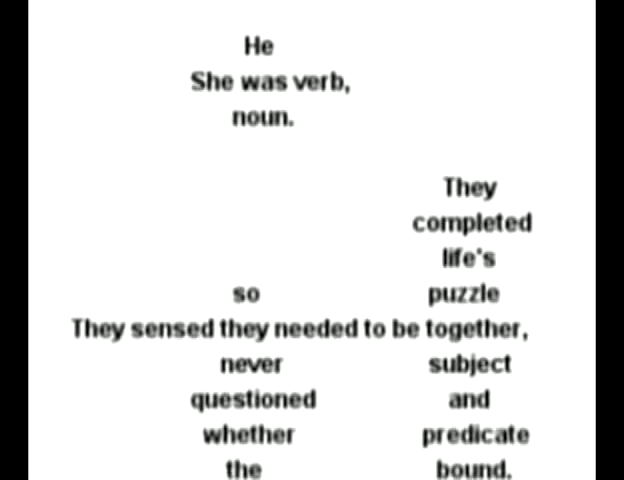 He
She was verb,
noun.
They
completed
life's
so puzzle
They sensed they needed to be together,
never subject
questioned and
whether predicate
the bound.